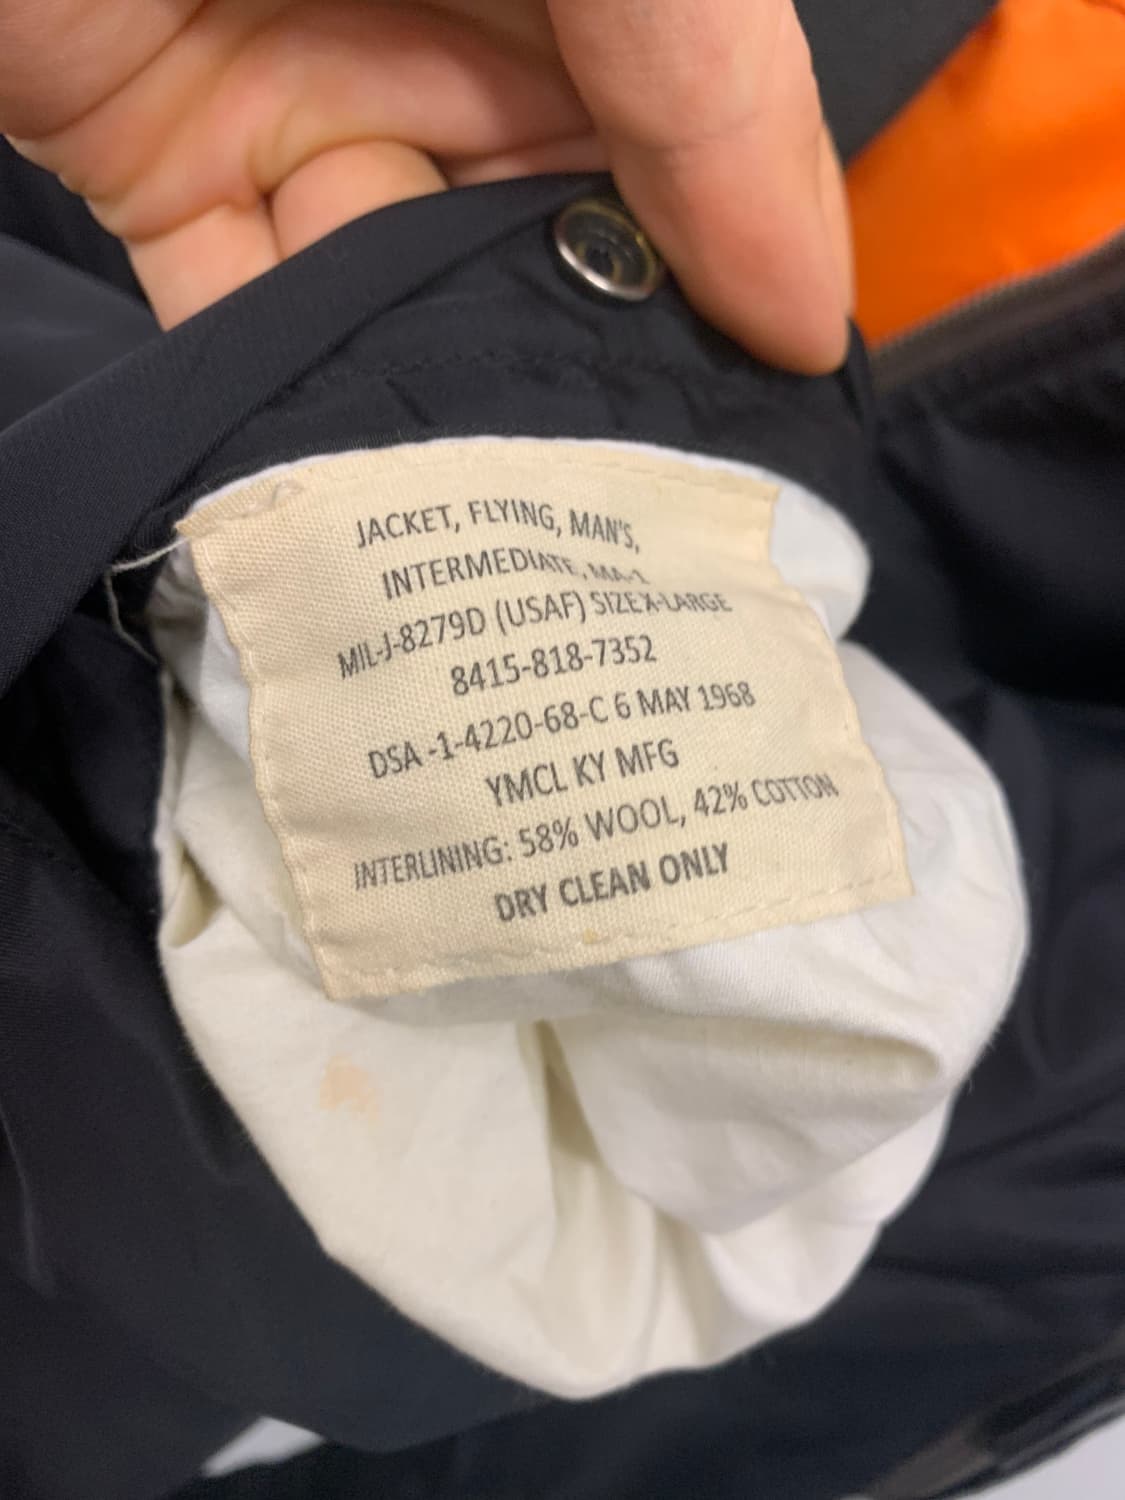 JACKET, FLYING, MAN'S,
INTERMEDIATE, MA-1
MIL-J-8279D (USAF) SIZE X-LARGE
8415-818-7352
DSA -1-4220-68-C 6 MAY 1968
YMCL KY MFG
INTERLINING: 58% WOOL, 42% COTTON
DRY CLEAN ONLY